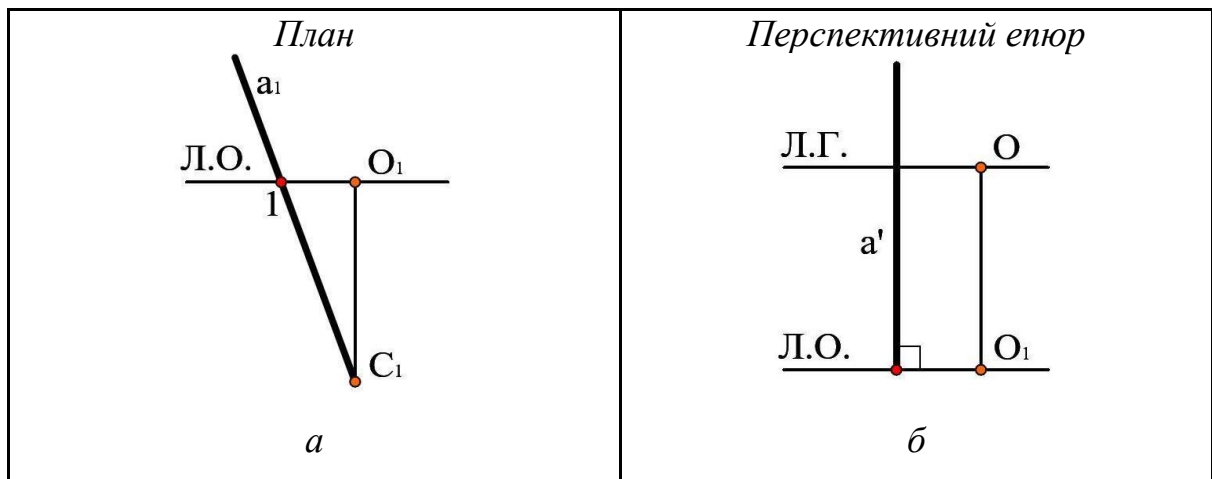 План
a₁
Л.О.
O₁
1
C₁
а
Перспективний епюр
Л.Г.
O
a'
Л.О.
O₁
б